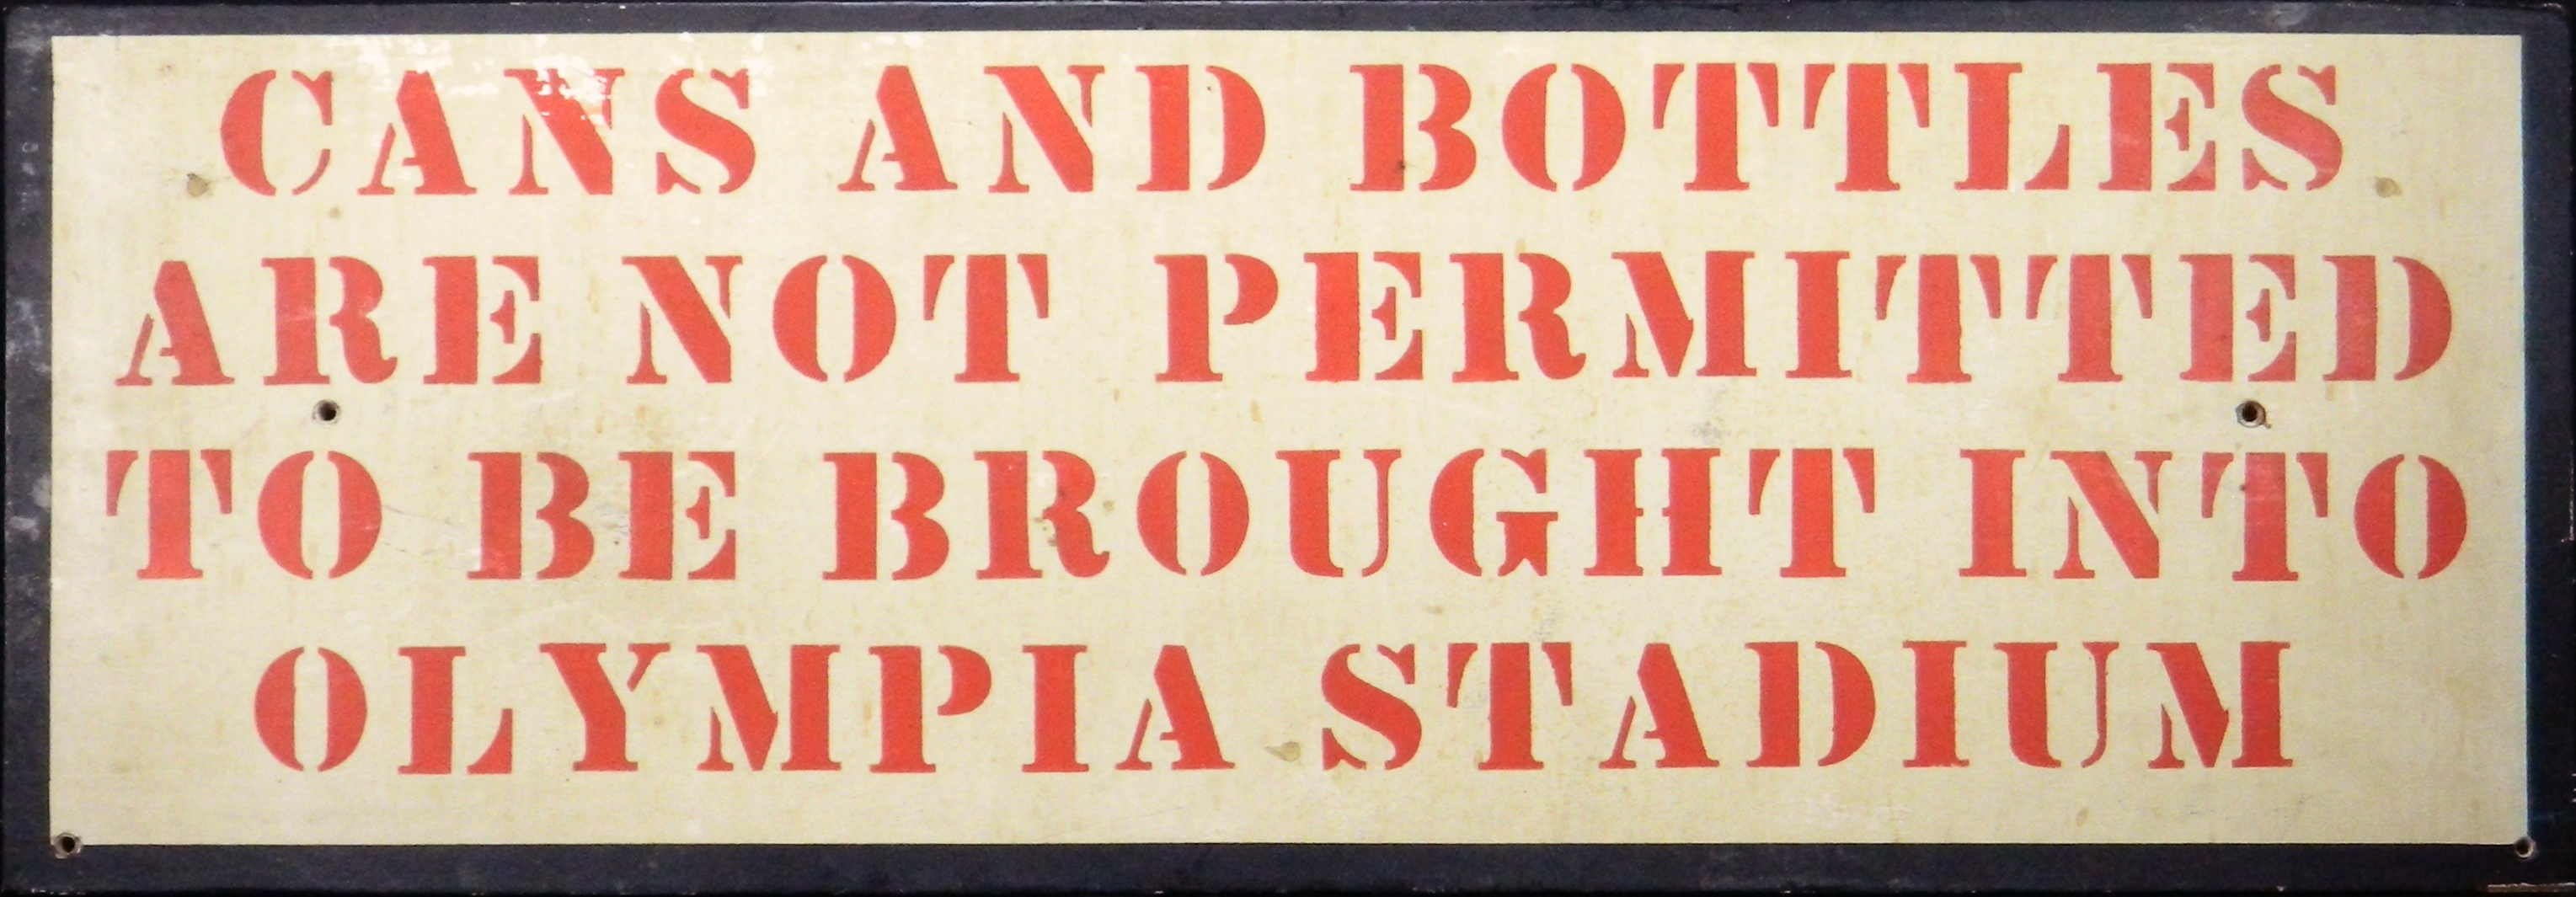 CANS AND BOTTLES
ARE NOT PERMITTED
TO BE BROUGHT INTO
OLYMPIA STADIUM